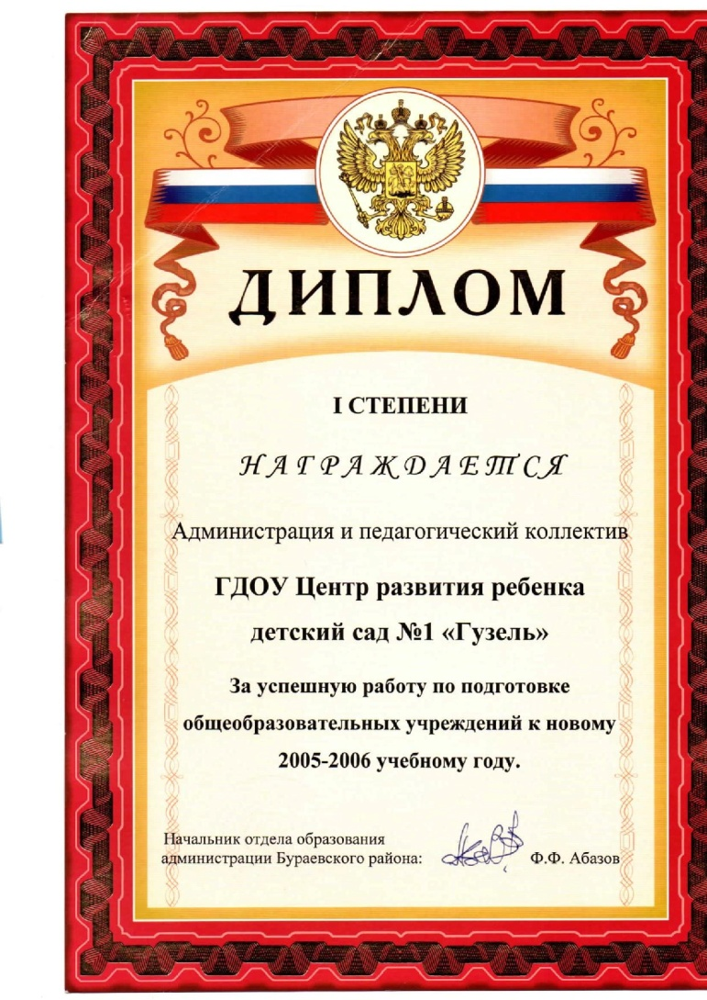 ДИПЛОМ
I СТЕПЕНИ
НАГРАЖДАЕТСЯ
Администрация и педагогический коллектив
ГДОУ Центр развития ребенка
детский сад №1 «Гузель»
За успешную работу по подготовке
общеобразовательных учреждений к новому
2005-2006 учебному году.
Начальник отдела образования
администрации Бураевского района: Ф.Ф. Абазов